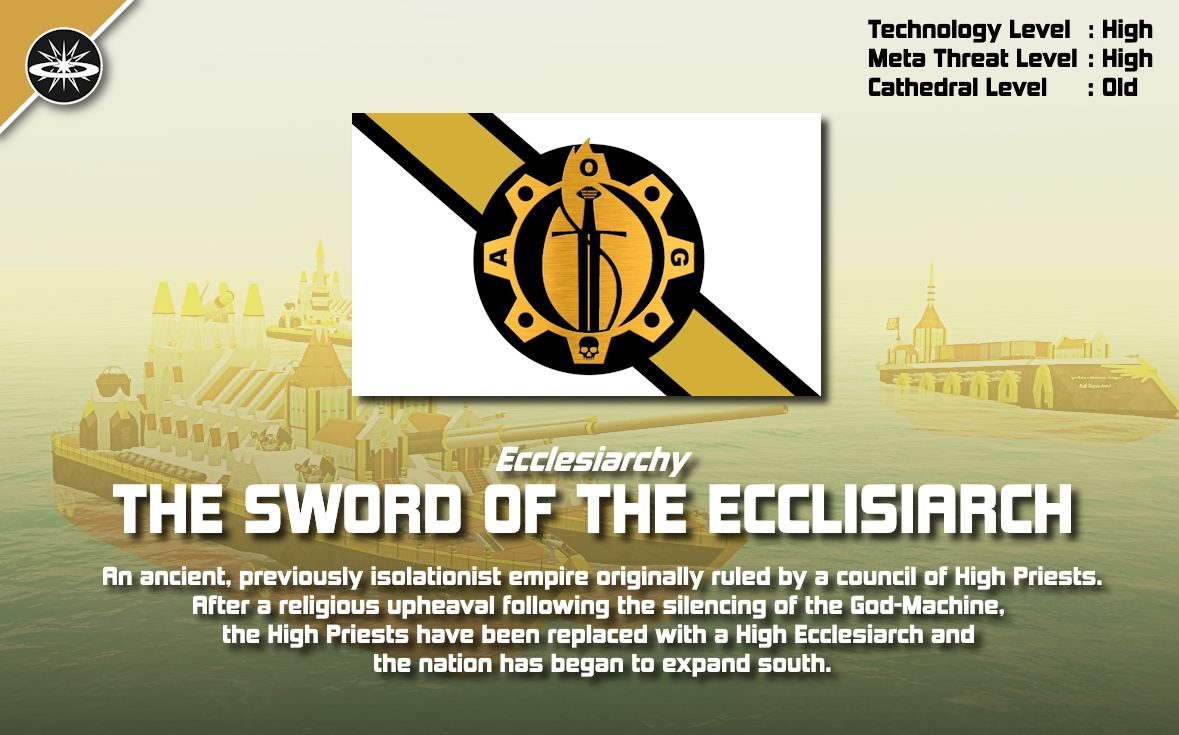 Technology Level : High
Meta Threat Level : High
Cathedral Level : Old
O
A
G
Ecclesiarchy
THE SWORD OF THE ECCLISIARCH
An ancient, previously isolationist empire originally ruled by a council of High Priests.
After a religious upheaval following the silencing of the God-Machine,
the High Priests have been replaced with a High Ecclesiarch and
the nation has began to expand south.